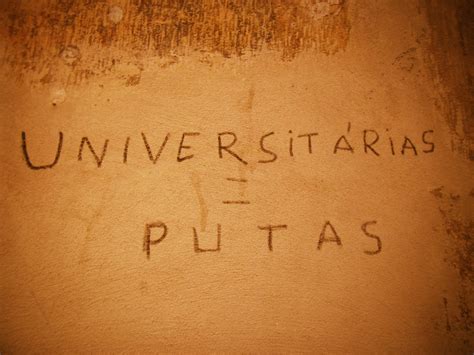 UNIVERSITÁRIAS
=
PUTAS